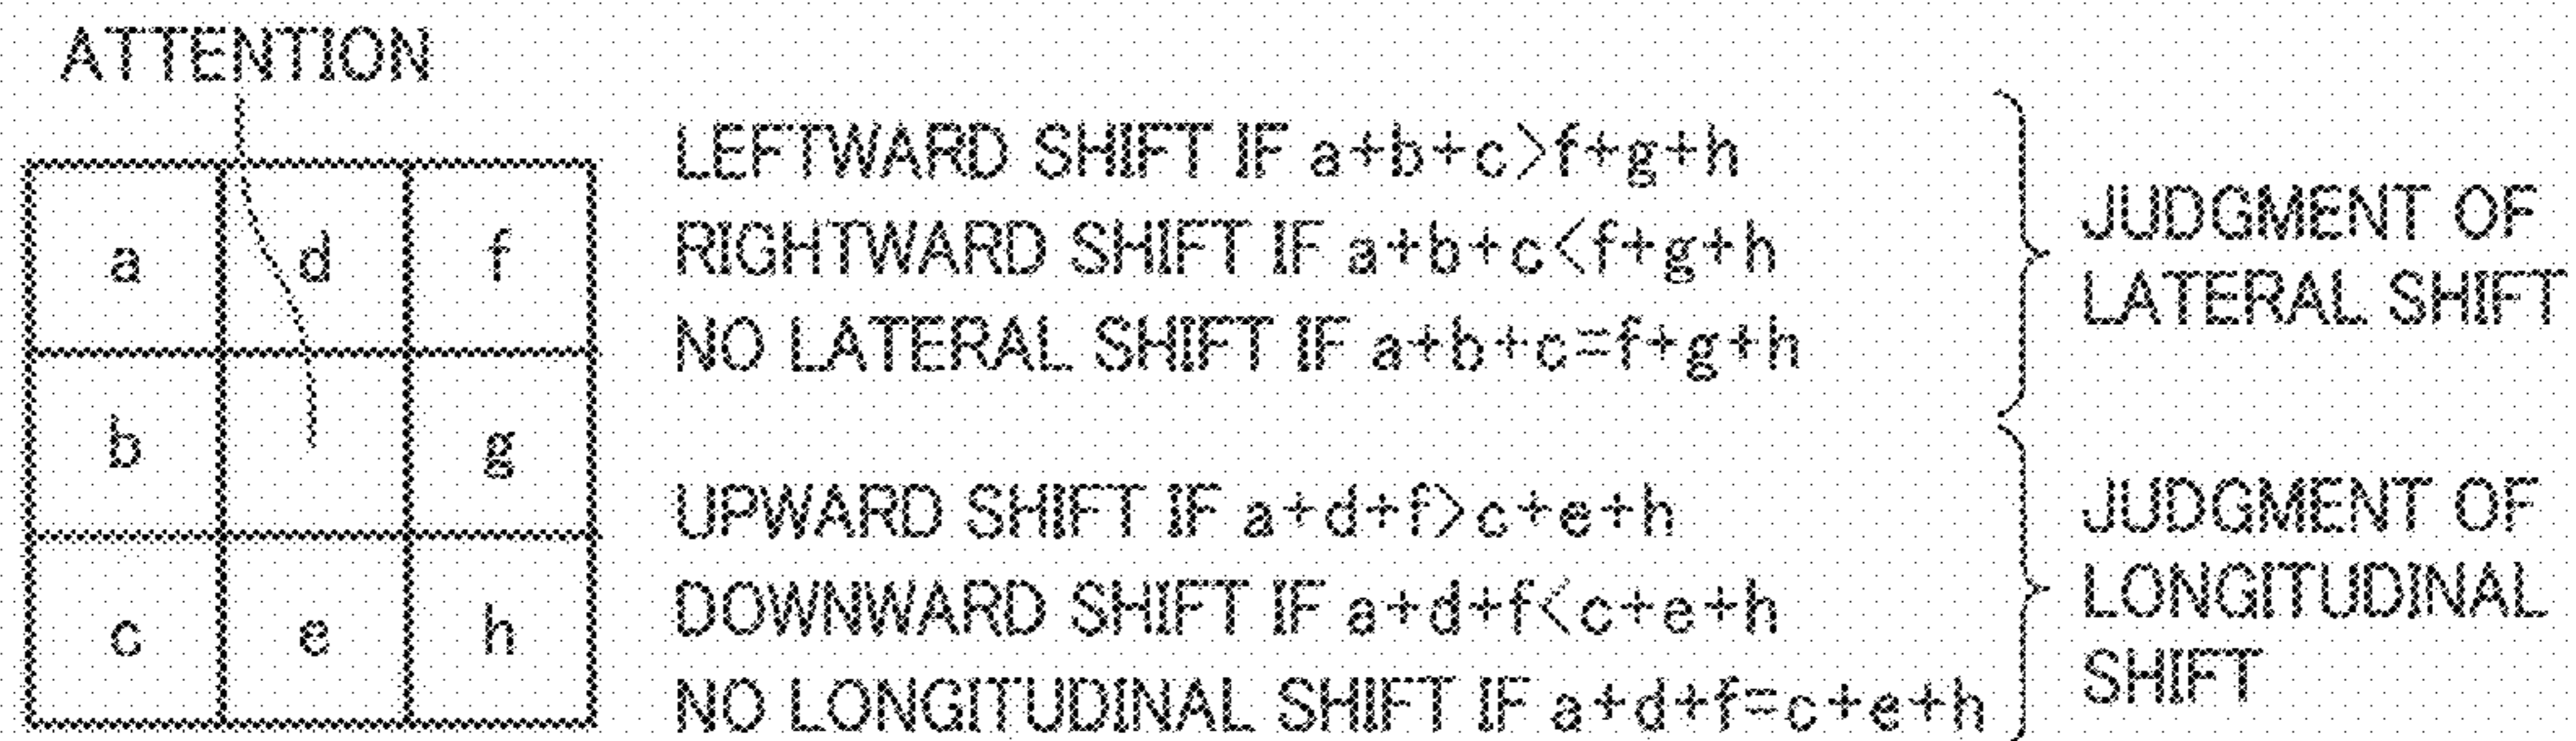 ATTENTION
a d f
b g
c e h
LEFTWARD SHIFT IF a+b+c>f+g+h
RIGHTWARD SHIFT IF a+b+c<f+g+h
NO LATERAL SHIFT IF a+b+c=f+g+h
JUDGMENT OF
LATERAL SHIFT
UPWARD SHIFT IF a+d+f>c+e+h
DOWNWARD SHIFT IF a+d+f<c+e+h
NO LONGITUDINAL SHIFT IF a+d+f=c+e+h
JUDGMENT OF
LONGITUDINAL
SHIFT